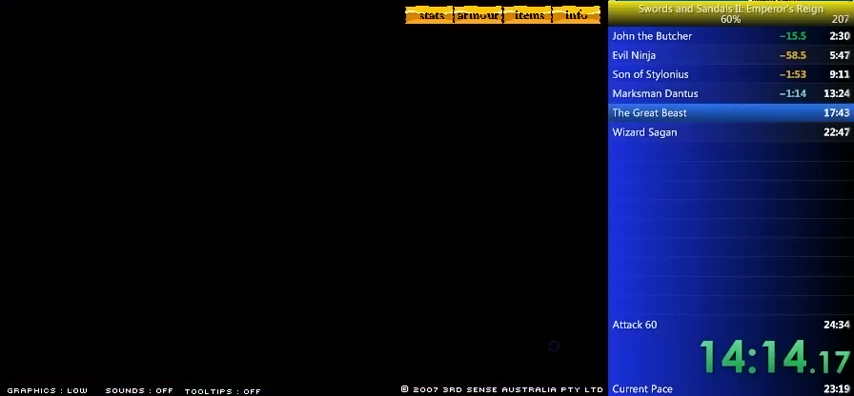 stats armour items info
Swords and Sandals II: Emperor's Reign
60% 207
John the Butcher -15.5 2:30
Evil Ninja -58.5 5:47
Son of Stylonius -1:53 9:11
Marksman Dantus -1:14 13:24
The Great Beast 17:43
Wizard Sagan 22:47
Attack 60 24:34
14:14.17
Current Pace 23:19
GRAPHICS : LOW SOUNDS : OFF TOOLTIPS : OFF
© 2007 3RD SENSE AUSTRALIA PTY LTD